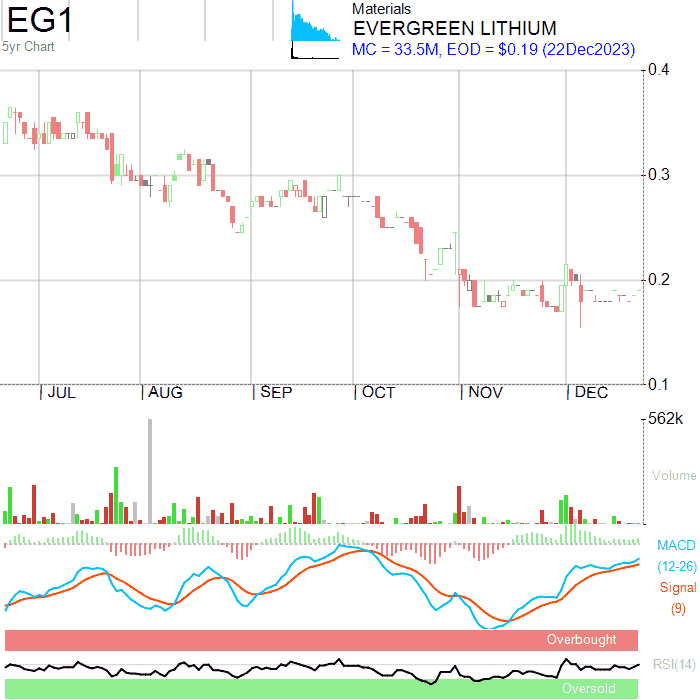 EG1
5yr Chart
Materials
EVERGREEN LITHIUM
MC = 33.5M, EOD = $0.19 (22Dec2023)
0.4
0.3
0.2
0.1
JUL AUG SEP OCT NOV DEC
562k
Volume
MACD
(12-26)
Signal
(9)
Overbought
RSI(14)
Oversold